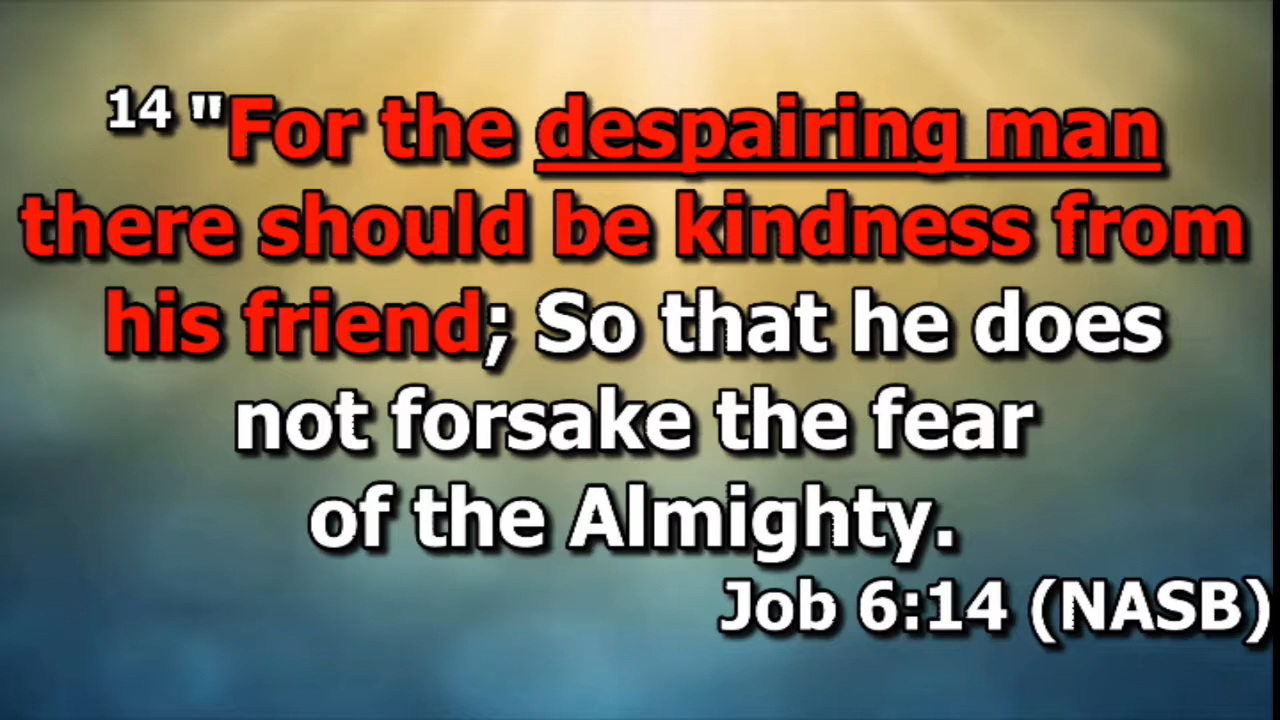 14 "For the despairing man
there should be kindness from
his friend; So that he does
not forsake the fear
of the Almighty.
Job 6:14 (NASB)